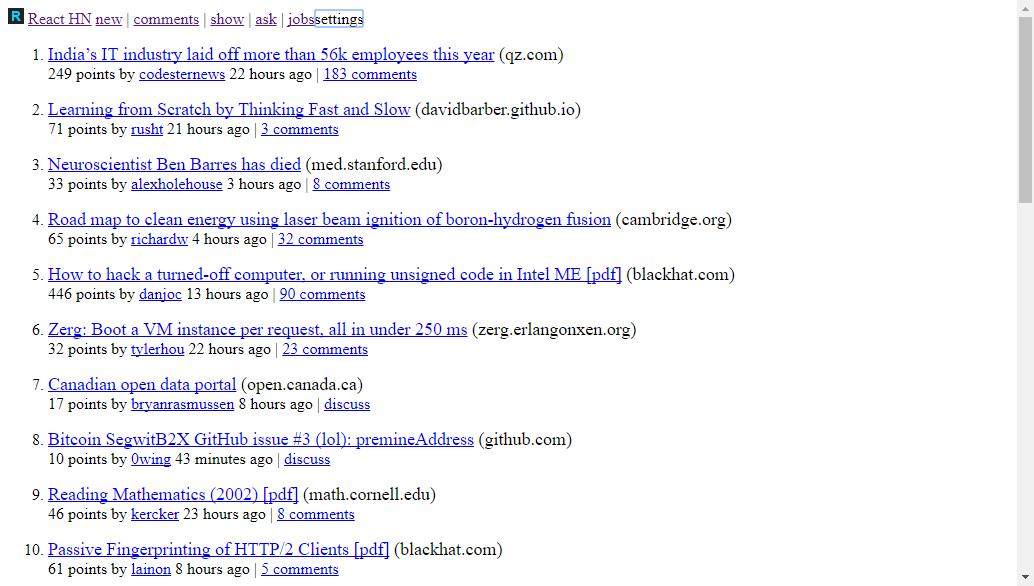 R React HN new | comments | show | ask | jobssettings
1. India’s IT industry laid off more than 56k employees this year (qz.com)
249 points by codesternews 22 hours ago | 183 comments
2. Learning from Scratch by Thinking Fast and Slow (davidbarber.github.io)
71 points by rusht 21 hours ago | 3 comments
3. Neuroscientist Ben Barres has died (med.stanford.edu)
33 points by alexholehouse 3 hours ago | 8 comments
4. Road map to clean energy using laser beam ignition of boron-hydrogen fusion (cambridge.org)
65 points by richardw 4 hours ago | 32 comments
5. How to hack a turned-off computer, or running unsigned code in Intel ME [pdf] (blackhat.com)
446 points by danjoc 13 hours ago | 90 comments
6. Zerg: Boot a VM instance per request, all in under 250 ms (zerg.erlangonxen.org)
32 points by tylerhou 22 hours ago | 23 comments
7. Canadian open data portal (open.canada.ca)
17 points by bryanrasmussen 8 hours ago | discuss
8. Bitcoin SegwitB2X GitHub issue #3 (lol): premineAddress (github.com)
10 points by 0wing 43 minutes ago | discuss
9. Reading Mathematics (2002) [pdf] (math.cornell.edu)
46 points by kercker 23 hours ago | 8 comments
10. Passive Fingerprinting of HTTP/2 Clients [pdf] (blackhat.com)
61 points by lainon 8 hours ago | 5 comments